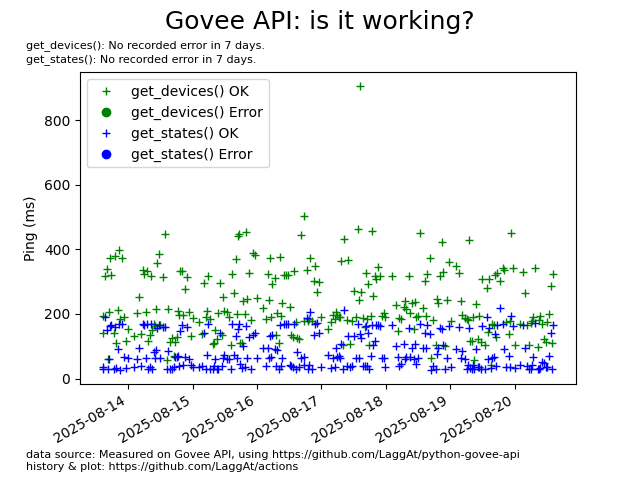 Govee API: is it working?
get_devices(): No recorded error in 7 days.
get_states(): No recorded error in 7 days.
get_devices() OK
get_devices() Error
get_states() OK
get_states() Error
Ping (ms)
800
600
400
200
0
2025-08-14
2025-08-15
2025-08-16
2025-08-17
2025-08-18
2025-08-19
2025-08-20
data source: Measured on Govee API, using https://github.com/LaggAt/python-govee-api
history & plot: https://github.com/LaggAt/actions